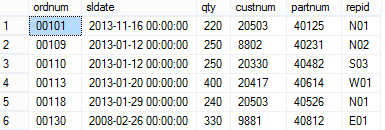 ordnum sldate qty custnum partnum repid
1 00101 2013-11-16 00:00:00 220 20503 40125 N01
2 00109 2013-01-12 00:00:00 250 8802 40231 N02
3 00110 2013-01-12 00:00:00 250 20330 40482 S03
4 00113 2013-01-20 00:00:00 400 20417 40614 W01
5 00118 2013-01-29 00:00:00 240 20503 40526 N01
6 00130 2008-02-26 00:00:00 330 9881 40812 E01